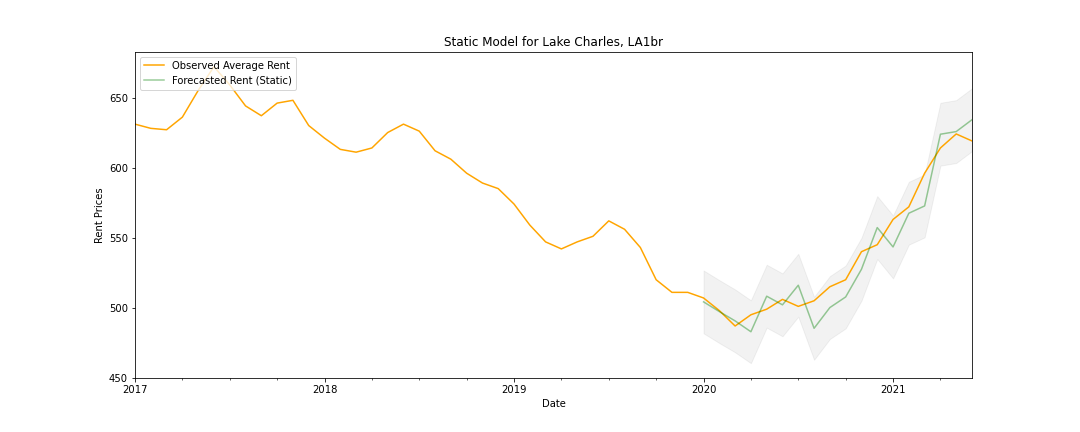 Static Model for Lake Charles, LA1br
Observed Average Rent
Forecasted Rent (Static)
650
600
550
500
450
Rent Prices
2017
2018
2019
2020
2021
Date